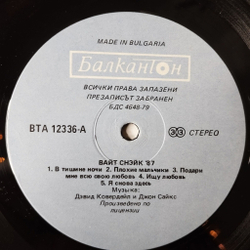 MADE IN BULGARIA
Балкантон
ВСИЧКИ ПРАВА ЗАПАЗЕНИ
ПРЕЗАПИСЪТ ЗАБРАНЕН
БДС 4648-79
ВТА 12336-А
33 СТЕРЕО
ВАЙТ СНЭЙК '87
1. В тишине ночи 2. Плохие мальчики 3. Подари
мне всю свою любовь 4. Ищу любовь
5. Я снова здесь
Музыка:
Давид Ковердейл и Джон Сайкс
Произведено по
лицензии